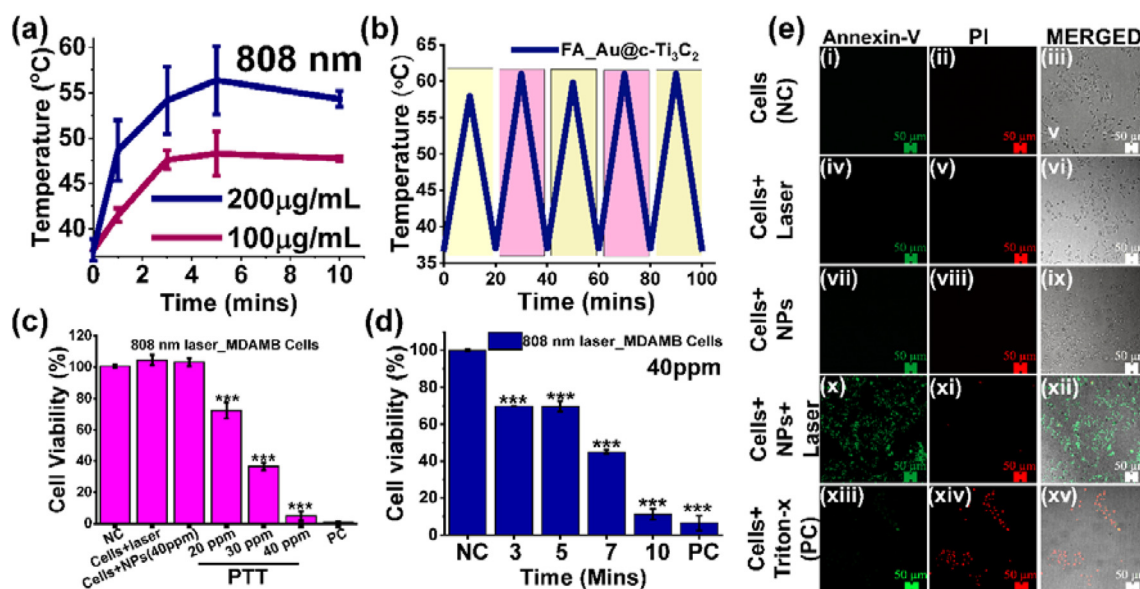 (a)
808 nm
Temperature (°C)
60
55
50
45
40
0 2 4 6 8 10
Time (mins)
200µg/mL
100µg/mL
(b)
FA_Au@c-Ti₃C₂
Temperature (°C)
65
60
55
50
45
40
35
0 20 40 60 80 100
Time (mins)
(c)
808 nm laser_MDAMB Cells
Cell Viability (%)
120
100
80
60
40
20
0
*** *** ***
NC Cells+laser Cells+NPs(40ppm) 20 ppm 30 ppm 40 ppm PC
PTT
(d)
808 nm laser_MDAMB Cells
40ppm
Cell viability (%)
100
80
60
40
20
0
*** *** *** *** ***
NC 3 5 7 10 PC
Time (Mins)
(e)
Annexin-V PI MERGED
Cells (NC)
(i) (ii) (iii)
v
50 µm 50 µm 50 µm
Cells+ Laser
(iv) (v) (vi)
50 µm 50 µm 50 µm
Cells+ NPs
(vii) (viii) (ix)
50 µm 50 µm 50 µm
Cells+ NPs+ Laser
(x) (xi) (xii)
50 µm 50 µm 50 µm
Cells+ Triton-x (PC)
(xiii) (xiv) (xv)
50 µm 50 µm 50 µm